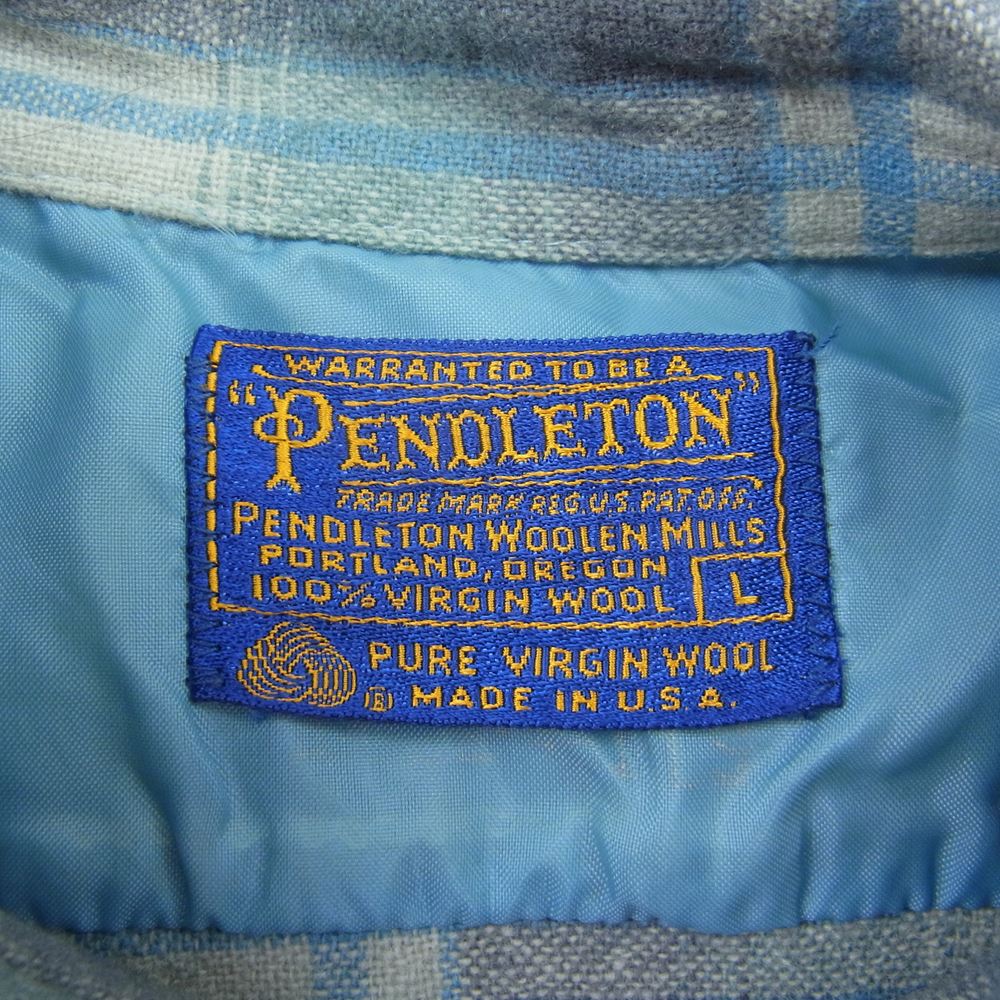 WARRANTED TO BE A
"PENDLETON"
TRADE MARK REG. U.S. PAT. OFF.
PENDLETON WOOLEN MILLS
PORTLAND, OREGON
100% VIRGIN WOOL L
PURE VIRGIN WOOL
® MADE IN U.S.A.